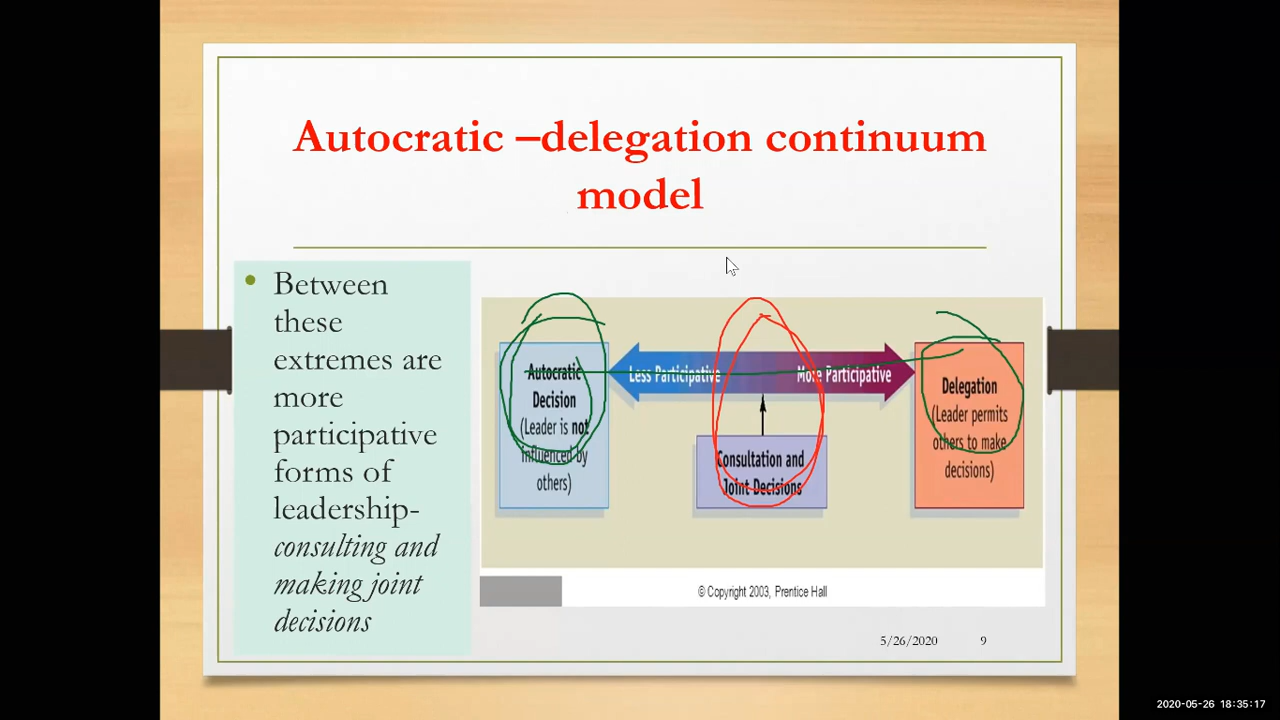 Autocratic –delegation continuum
model
• Between
these
extremes are
more
participative
forms of
leadership-
consulting and
making joint
decisions
Autocratic
Decision
(Leader is not
influenced by
others)
Less Participative
More Participative
Consultation and
Joint Decisions
Delegation
(Leader permits
others to make
decisions)
© Copyright 2003, Prentice Hall
5/26/2020 9
2020-05-26 18:35:17